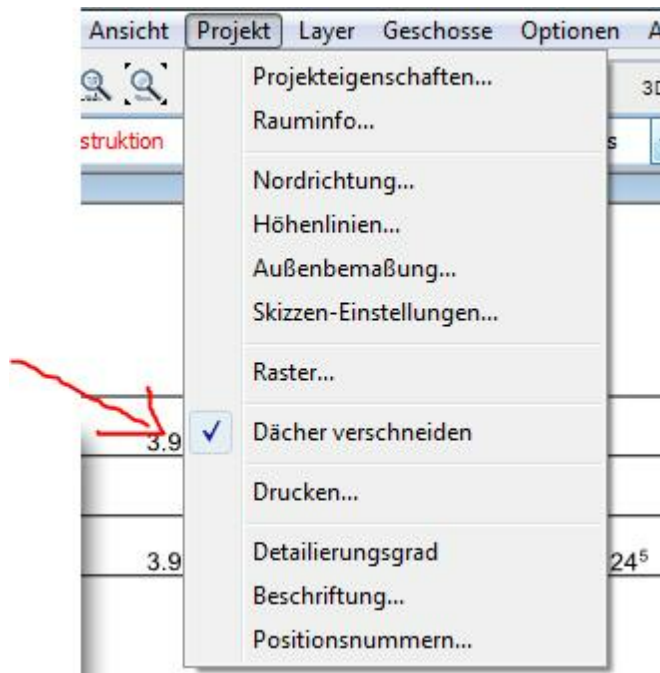 Ansicht Projekt Layer Geschosse Optionen A
3D
struktion s
Projekteigenschaften...
Rauminfo...
Nordrichtung...
Höhenlinien...
Außenbemaßung...
Skizzen-Einstellungen...
Raster...
3.9 Dächer verschneiden
Drucken...
3.9 Detailierungsgrad 24⁵
Beschriftung...
Positionsnummern...